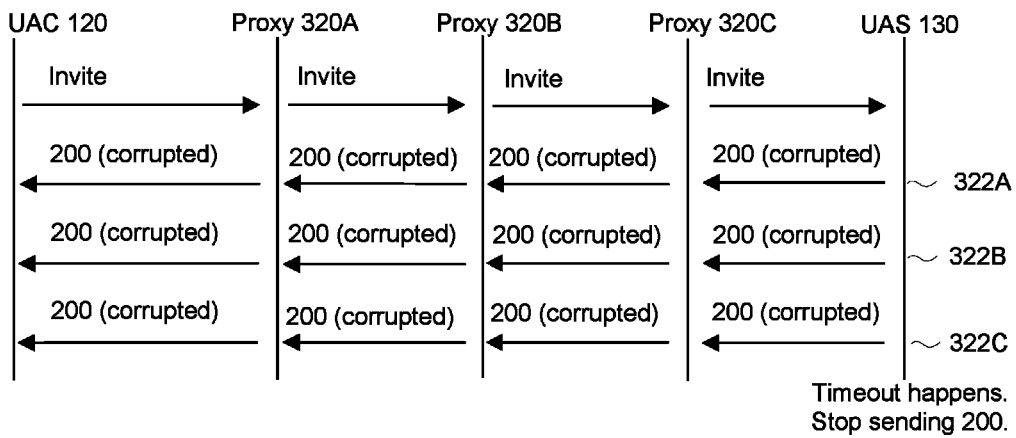 UAC 120 Proxy 320A Proxy 320B Proxy 320C UAS 130
Invite Invite Invite Invite
200 (corrupted) 200 (corrupted) 200 (corrupted) 200 (corrupted)
322A
200 (corrupted) 200 (corrupted) 200 (corrupted) 200 (corrupted)
322B
200 (corrupted) 200 (corrupted) 200 (corrupted) 200 (corrupted)
322C
Timeout happens.
Stop sending 200.